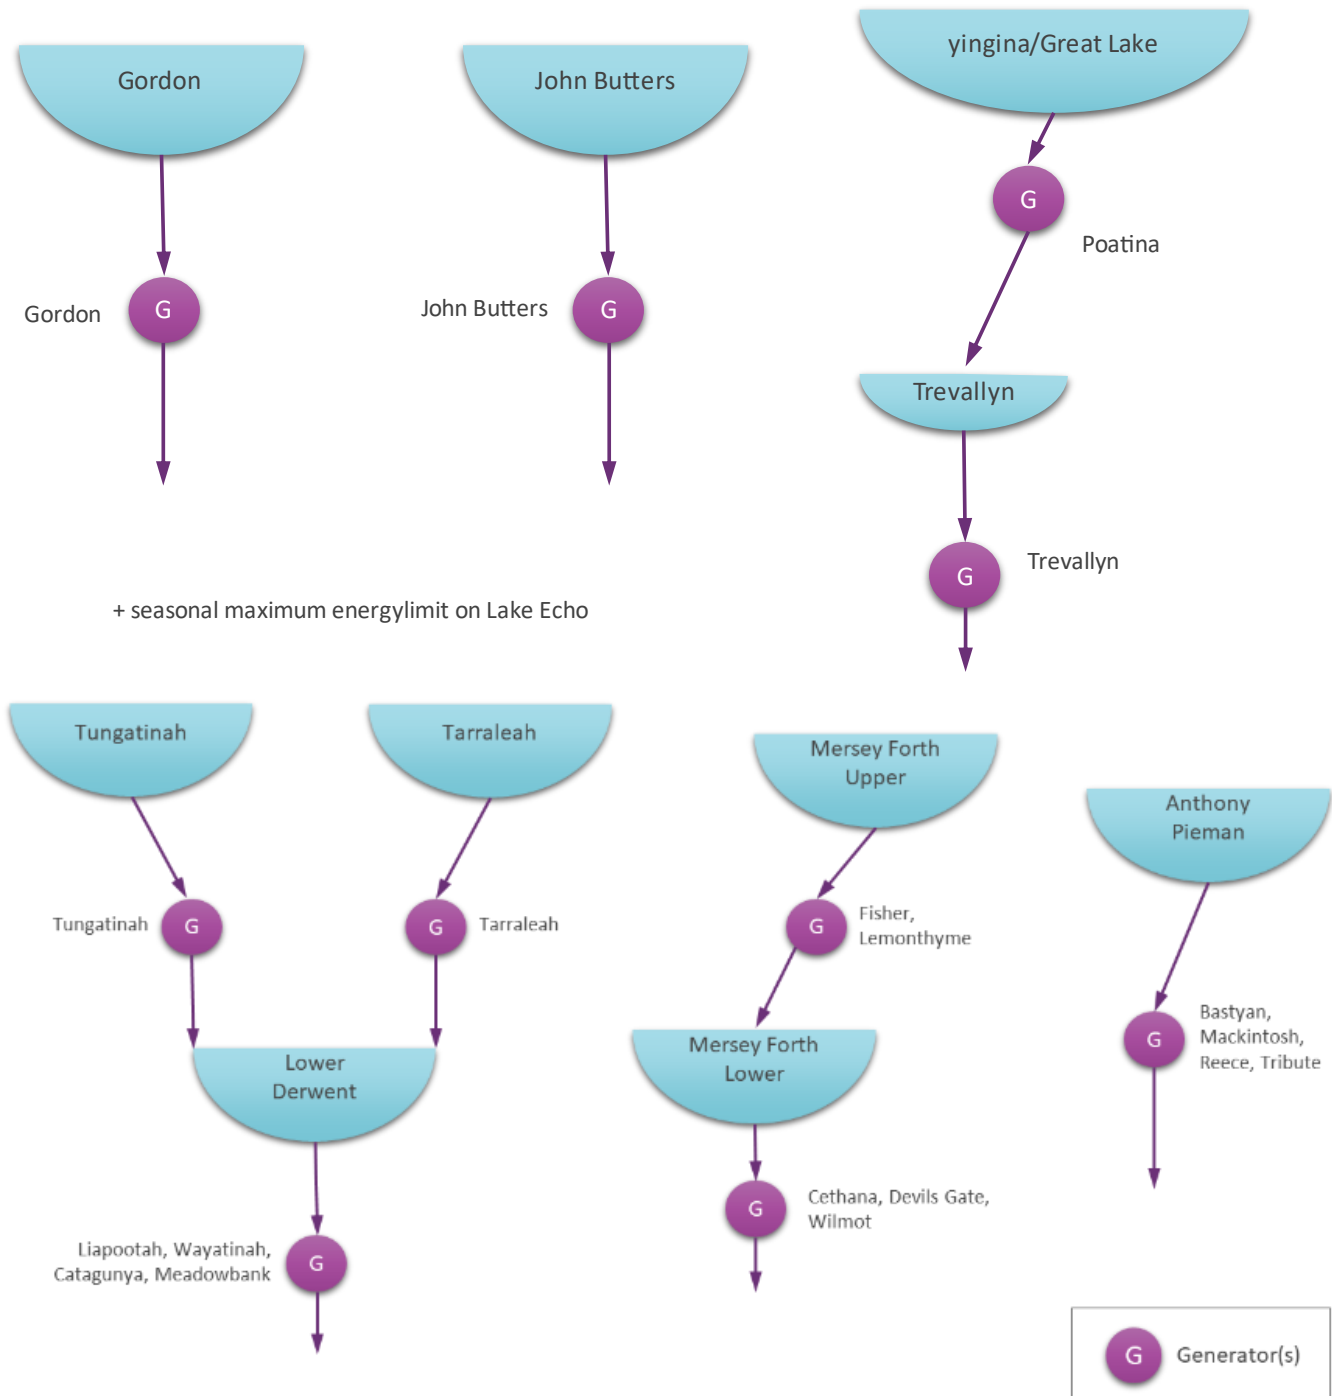 Gordon
John Butters
yingina/Great Lake
G
Poatina
Gordon
G
John Butters
G
Trevallyn
G
Trevallyn
+ seasonal maximum energylimit on Lake Echo
Tungatinah
Tarraleah
Mersey Forth
Upper
Anthony
Pieman
Tungatinah
G
G
Tarraleah
G
Fisher,
Lemonthyme
Lower
Derwent
Mersey Forth
Lower
G
Bastyan,
Mackintosh,
Reece, Tribute
Liapootah, Wayatinah,
Catagunya, Meadowbank
G
G
Cethana, Devils Gate,
Wilmot
G
Generator(s)